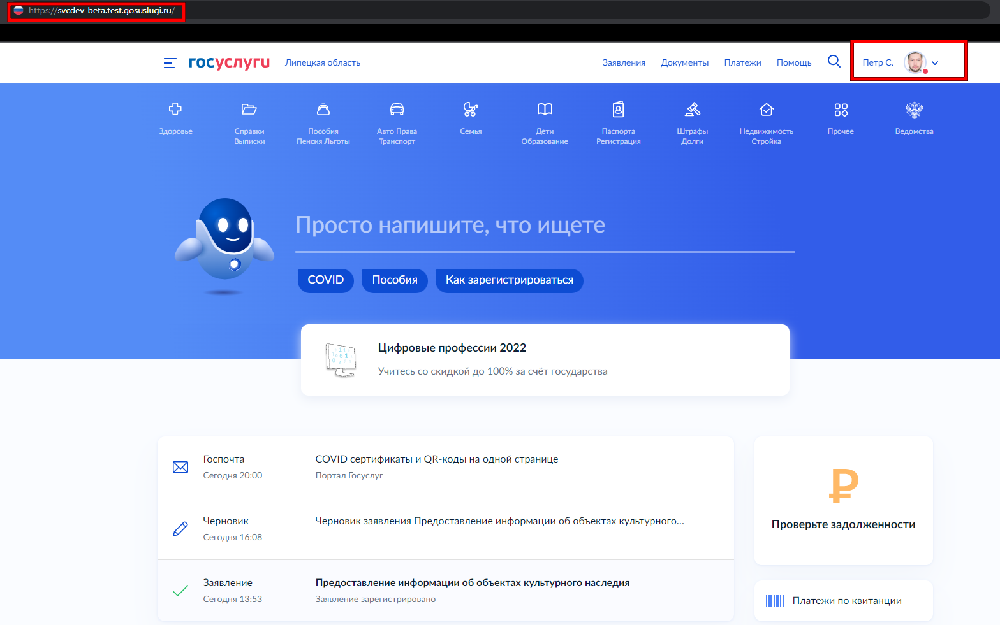 https://svcdev-beta.test.gosuslugi.ru/
госуслуги
Липецкая область
Заявления
Документы
Платежи
Помощь
Петр С.
Здоровье
Справки
Выписки
Пособия
Пенсия Льготы
Авто Права
Транспорт
Семья
Дети
Образование
Паспорта
Регистрация
Штрафы
Долги
Недвижимость
Стройка
Прочее
Ведомства
Просто напишите, что ищете
COVID
Пособия
Как зарегистрироваться
Цифровые профессии 2022
Учитесь со скидкой до 100% за счёт государства
Госпочта
Сегодня 20:00
COVID сертификаты и QR-коды на одной странице
Портал Госуслуг
Черновик
Сегодня 16:08
Черновик заявления Предоставление информации об объектах культурного...
Заявление
Сегодня 13:53
Предоставление информации об объектах культурного наследия
Заявление зарегистрировано
₽
Проверьте задолженности
Платежи по квитанции